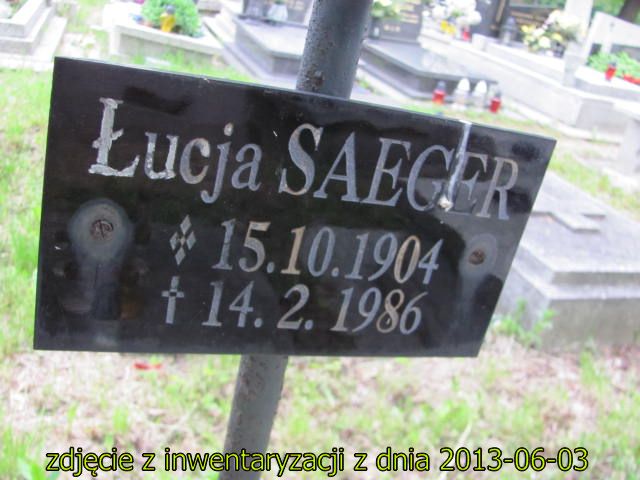 Łucja SAEGER
15.10.1904
† 14.2.1986
zdjęcie z inwentaryzacji z dnia 2013-06-03